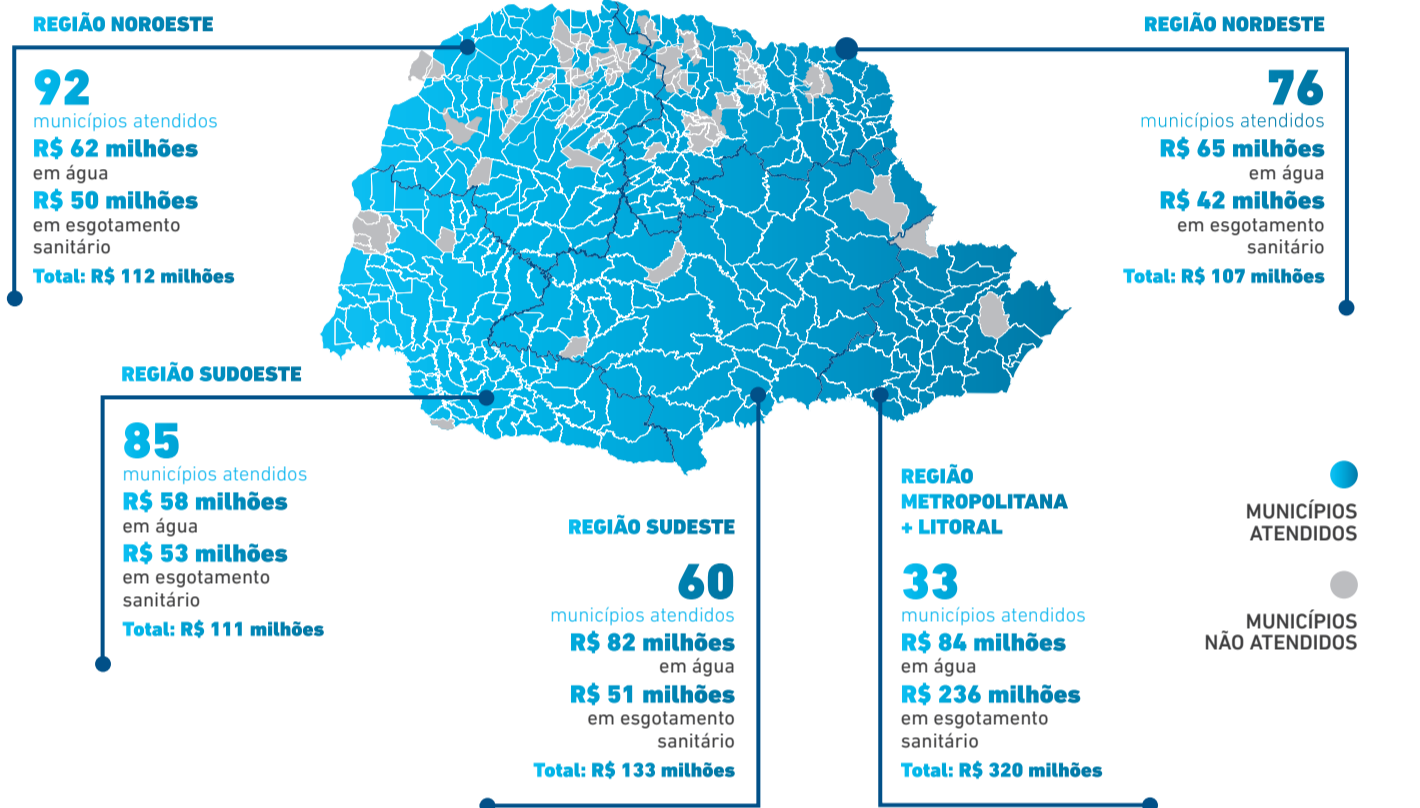 REGIÃO NOROESTE
92
municípios atendidos
R$ 62 milhões
em água
R$ 50 milhões
em esgotamento
sanitário
Total: R$ 112 milhões
REGIÃO NORDESTE
76
municípios atendidos
R$ 65 milhões
em água
R$ 42 milhões
em esgotamento
sanitário
Total: R$ 107 milhões
REGIÃO SUDOESTE
85
municípios atendidos
R$ 58 milhões
em água
R$ 53 milhões
em esgotamento
sanitário
Total: R$ 111 milhões
REGIÃO SUDESTE
60
municípios atendidos
R$ 82 milhões
em água
R$ 51 milhões
em esgotamento
sanitário
Total: R$ 133 milhões
REGIÃO
METROPOLITANA
+ LITORAL
33
municípios atendidos
R$ 84 milhões
em água
R$ 236 milhões
em esgotamento
sanitário
Total: R$ 320 milhões
MUNICÍPIOS
ATENDIDOS
MUNICÍPIOS
NÃO ATENDIDOS